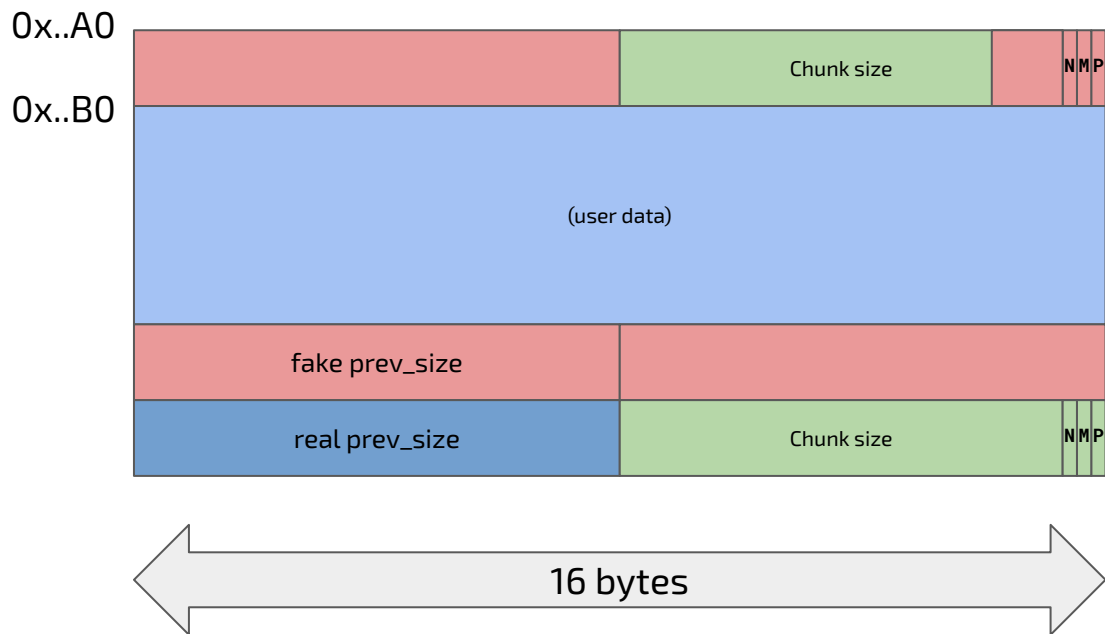 0x..A0
Chunk size
N M P
0x..B0
(user data)
fake prev_size
real prev_size
Chunk size
N M P
16 bytes